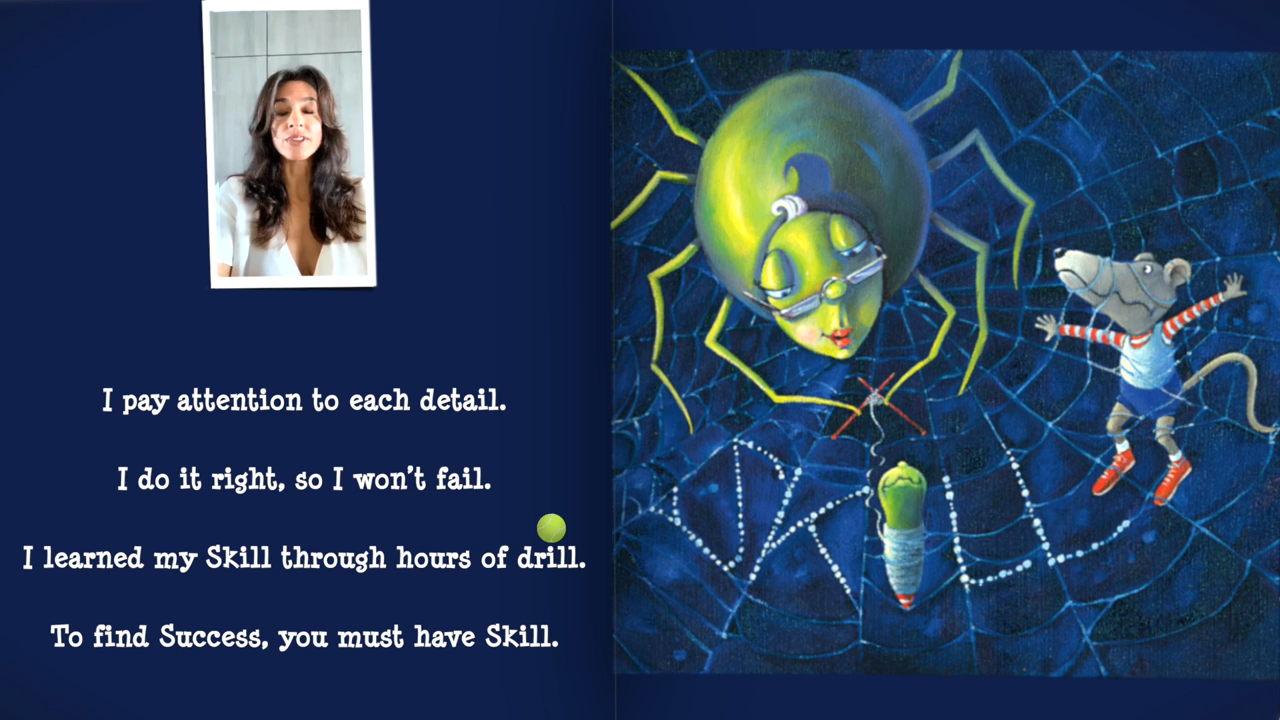 I pay attention to each detail.
I do it right, so I won't fail.
I learned my Skill through hours of drill.
To find Success, you must have Skill.
SKILL